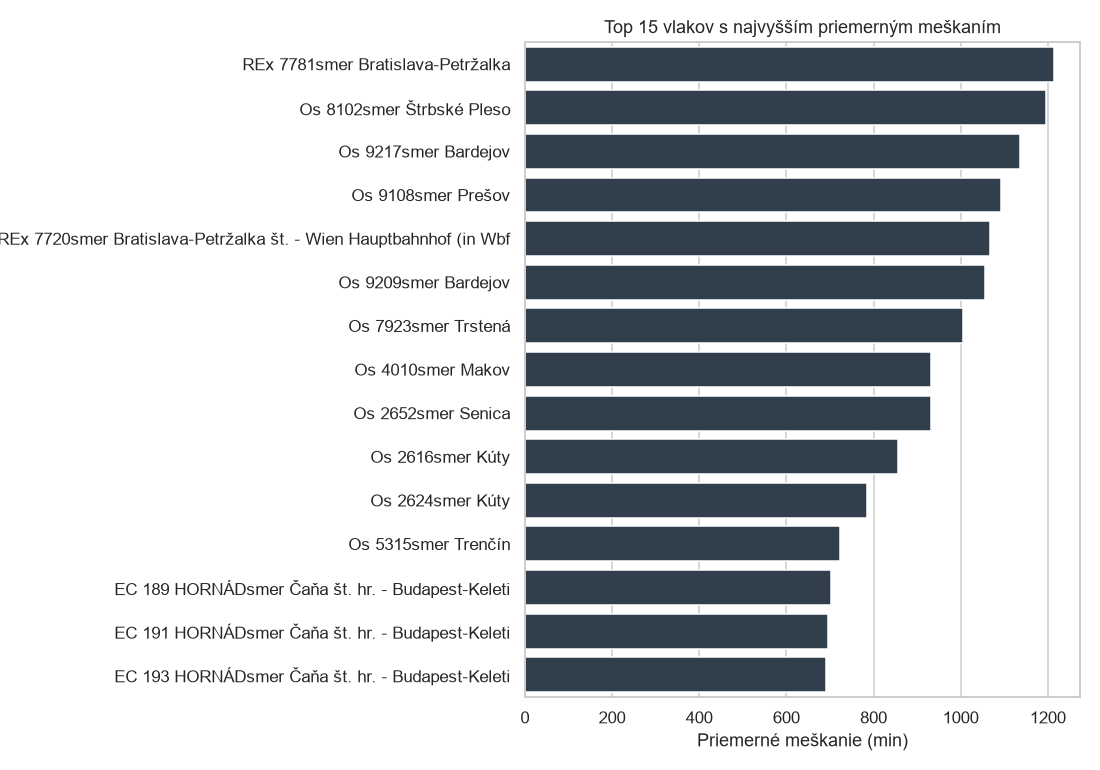 Top 15 vlakov s najvyšším priemerným meškaním
REx 7781smer Bratislava-Petržalka
Os 8102smer Štrbské Pleso
Os 9217smer Bardejov
Os 9108smer Prešov
REx 7720smer Bratislava-Petržalka št. - Wien Hauptbahnhof (in Wbf
Os 9209smer Bardejov
Os 7923smer Trstená
Os 4010smer Makov
Os 2652smer Senica
Os 2616smer Kúty
Os 2624smer Kúty
Os 5315smer Trenčín
EC 189 HORNÁDsmer Čaňa št. hr. - Budapest-Keleti
EC 191 HORNÁDsmer Čaňa št. hr. - Budapest-Keleti
EC 193 HORNÁDsmer Čaňa št. hr. - Budapest-Keleti
0 200 400 600 800 1000 1200
Priemerné meškanie (min)